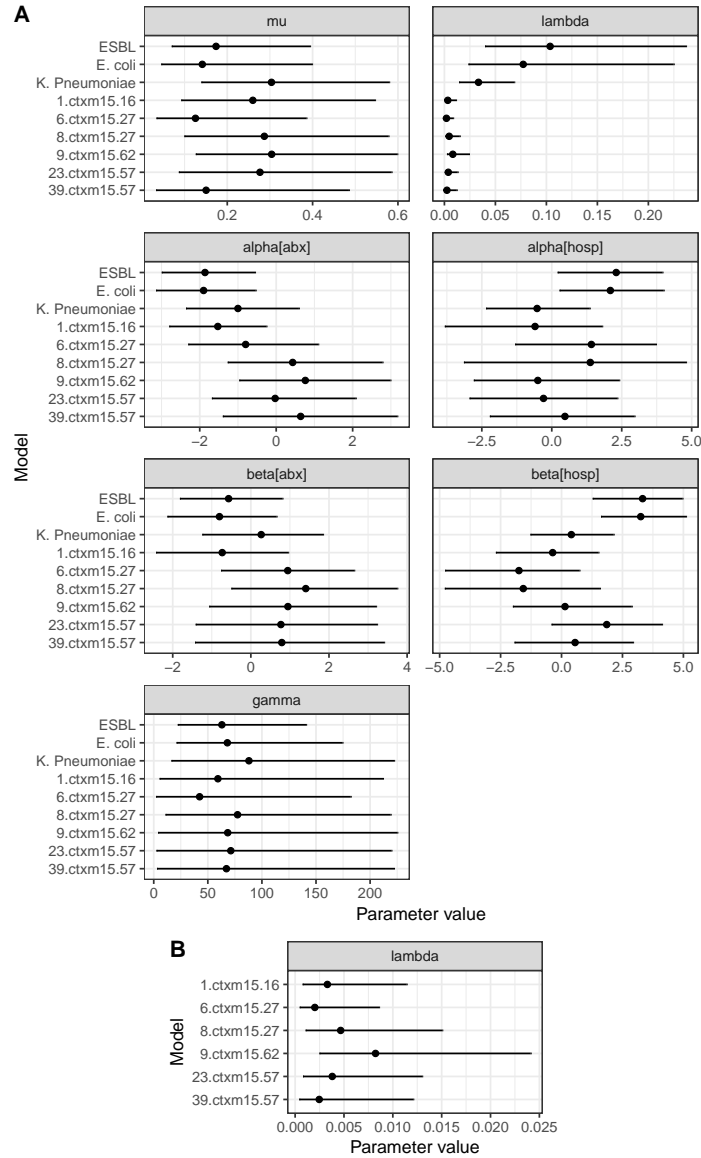 A
mu
lambda
ESBL
E. coli
K. Pneumoniae
1.ctxm15.16
6.ctxm15.27
8.ctxm15.27
9.ctxm15.62
23.ctxm15.57
39.ctxm15.57
0.2 0.4 0.6
0.00 0.05 0.10 0.15 0.20
alpha[abx]
alpha[hosp]
ESBL
E. coli
K. Pneumoniae
1.ctxm15.16
6.ctxm15.27
8.ctxm15.27
9.ctxm15.62
23.ctxm15.57
39.ctxm15.57
−2 0 2
−2.5 0.0 2.5 5.0
Model
beta[abx]
beta[hosp]
ESBL
E. coli
K. Pneumoniae
1.ctxm15.16
6.ctxm15.27
8.ctxm15.27
9.ctxm15.62
23.ctxm15.57
39.ctxm15.57
−2 0 2 4
−5.0 −2.5 0.0 2.5 5.0
gamma
ESBL
E. coli
K. Pneumoniae
1.ctxm15.16
6.ctxm15.27
8.ctxm15.27
9.ctxm15.62
23.ctxm15.57
39.ctxm15.57
0 50 100 150 200
Parameter value
B
lambda
1.ctxm15.16
6.ctxm15.27
8.ctxm15.27
9.ctxm15.62
23.ctxm15.57
39.ctxm15.57
Model
0.000 0.005 0.010 0.015 0.020 0.025
Parameter value